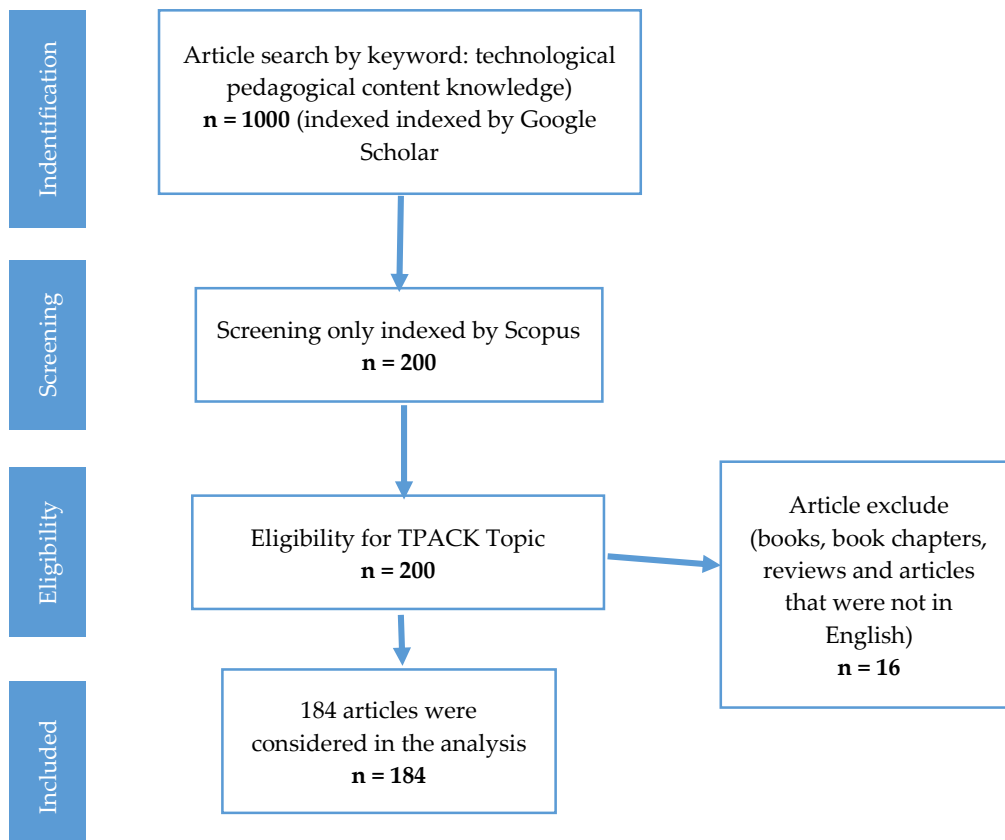 Indentification
Article search by keyword: technological
pedagogical content knowledge)
n = 1000 (indexed indexed by Google
Scholar
Screening
Screening only indexed by Scopus
n = 200
Eligibility
Eligibility for TPACK Topic
n = 200
Article exclude
(books, book chapters,
reviews and articles
that were not in
English)
n = 16
Included
184 articles were
considered in the analysis
n = 184